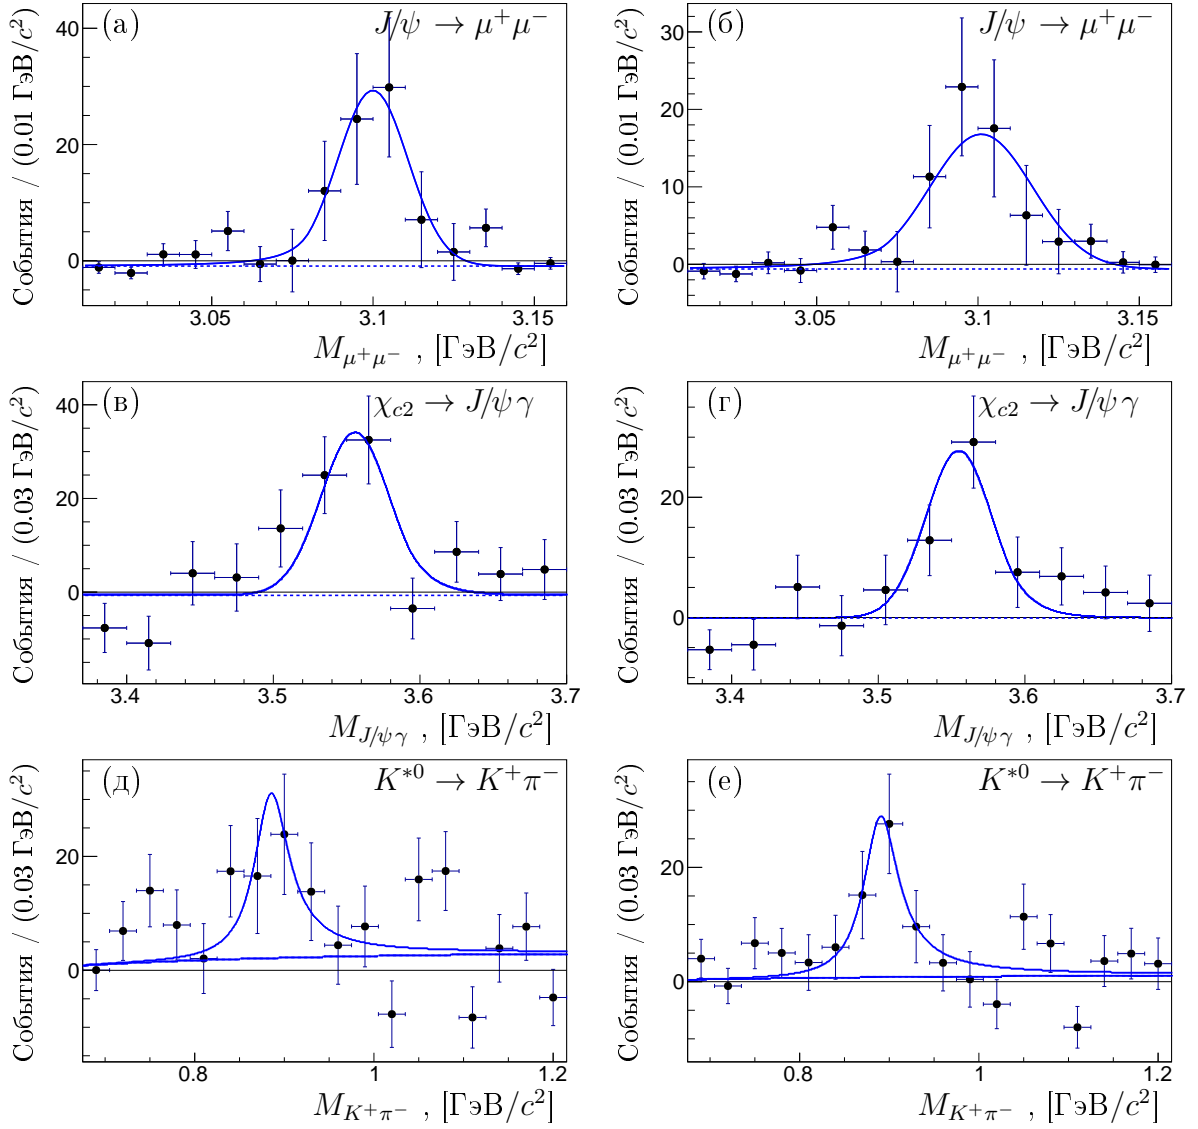 (а) J/ψ → μ⁺μ⁻
События / (0.01 ГэВ/c²)
40
20
0
3.05 3.1 3.15
M_{μ⁺μ⁻} , [ГэВ/c²]
(б) J/ψ → μ⁺μ⁻
События / (0.01 ГэВ/c²)
30
20
10
0
3.05 3.1 3.15
M_{μ⁺μ⁻} , [ГэВ/c²]
(в) χ_{c2} → J/ψ γ
События / (0.03 ГэВ/c²)
40
20
0
3.4 3.5 3.6 3.7
M_{J/ψ γ} , [ГэВ/c²]
(г) χ_{c2} → J/ψ γ
События / (0.03 ГэВ/c²)
20
0
3.4 3.5 3.6 3.7
M_{J/ψ γ} , [ГэВ/c²]
(д) K*⁰ → K⁺π⁻
События / (0.03 ГэВ/c²)
20
0
0.8 1 1.2
M_{K⁺π⁻} , [ГэВ/c²]
(е) K*⁰ → K⁺π⁻
События / (0.03 ГэВ/c²)
20
0
0.8 1 1.2
M_{K⁺π⁻} , [ГэВ/c²]